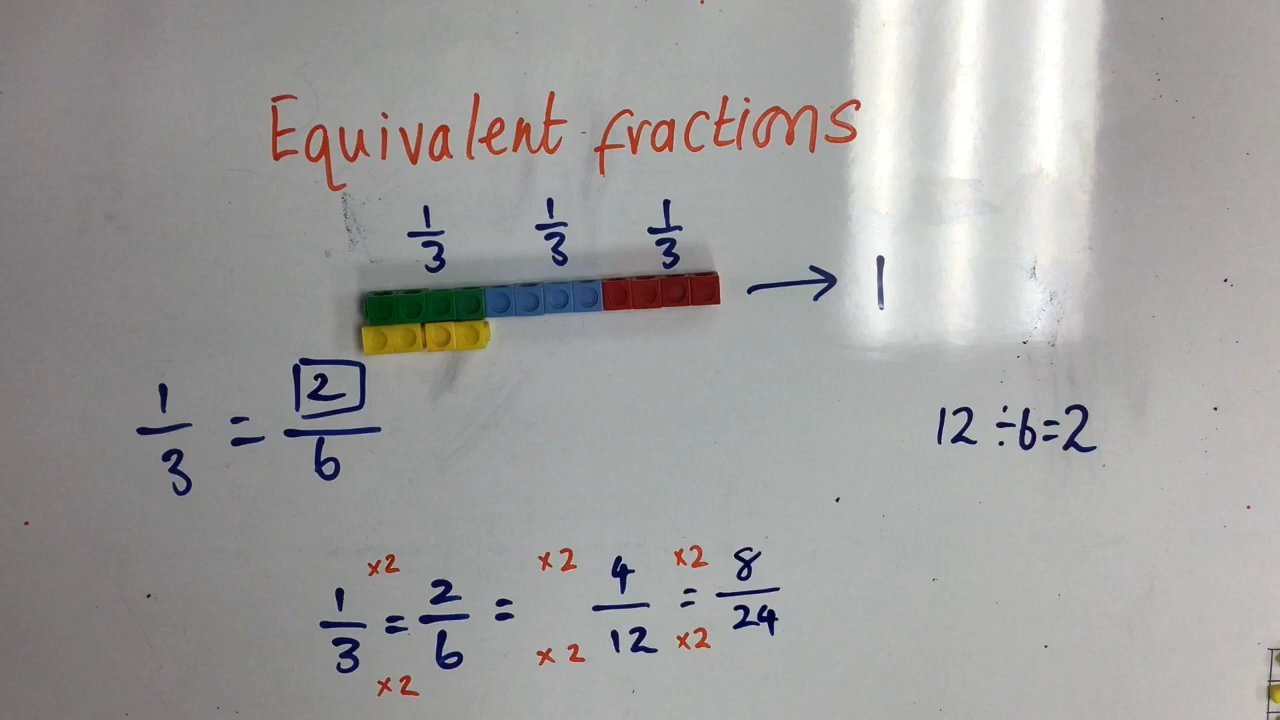 Equivalent fractions
1/3 1/3 1/3 → 1
1/3 = 2/6
12 ÷ 6 = 2
×2 ×2 ×2
1/3 = 2/6 = 4/12 = 8/24
×2 ×2 ×2